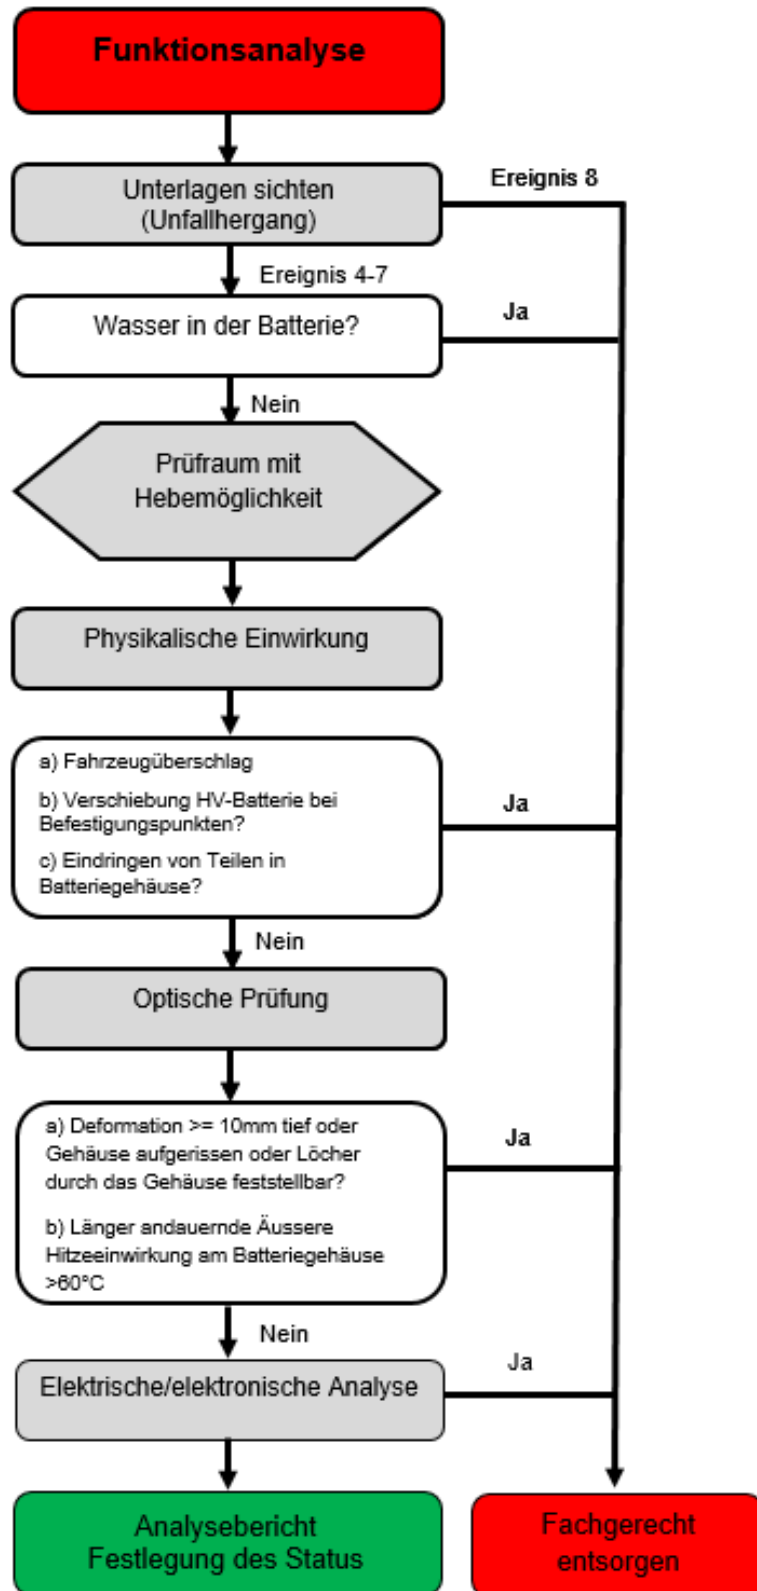 Funktionsanalyse
Unterlagen sichten
(Unfallhergang)
Ereignis 8
Ereignis 4-7
Wasser in der Batterie?
Ja
Nein
Prüfraum mit
Hebemöglichkeit
Physikalische Einwirkung
a) Fahrzeugüberschlag
b) Verschiebung HV-Batterie bei
Befestigungspunkten?
c) Eindringen von Teilen in
Batteriegehäuse?
Ja
Nein
Optische Prüfung
a) Deformation >= 10mm tief oder
Gehäuse aufgerissen oder Löcher
durch das Gehäuse feststellbar?
b) Länger andauernde Äussere
Hitzeeinwirkung am Batteriegehäuse
>60°C
Ja
Nein
Elektrische/elektronische Analyse
Ja
Analysebericht
Festlegung des Status
Fachgerecht
entsorgen